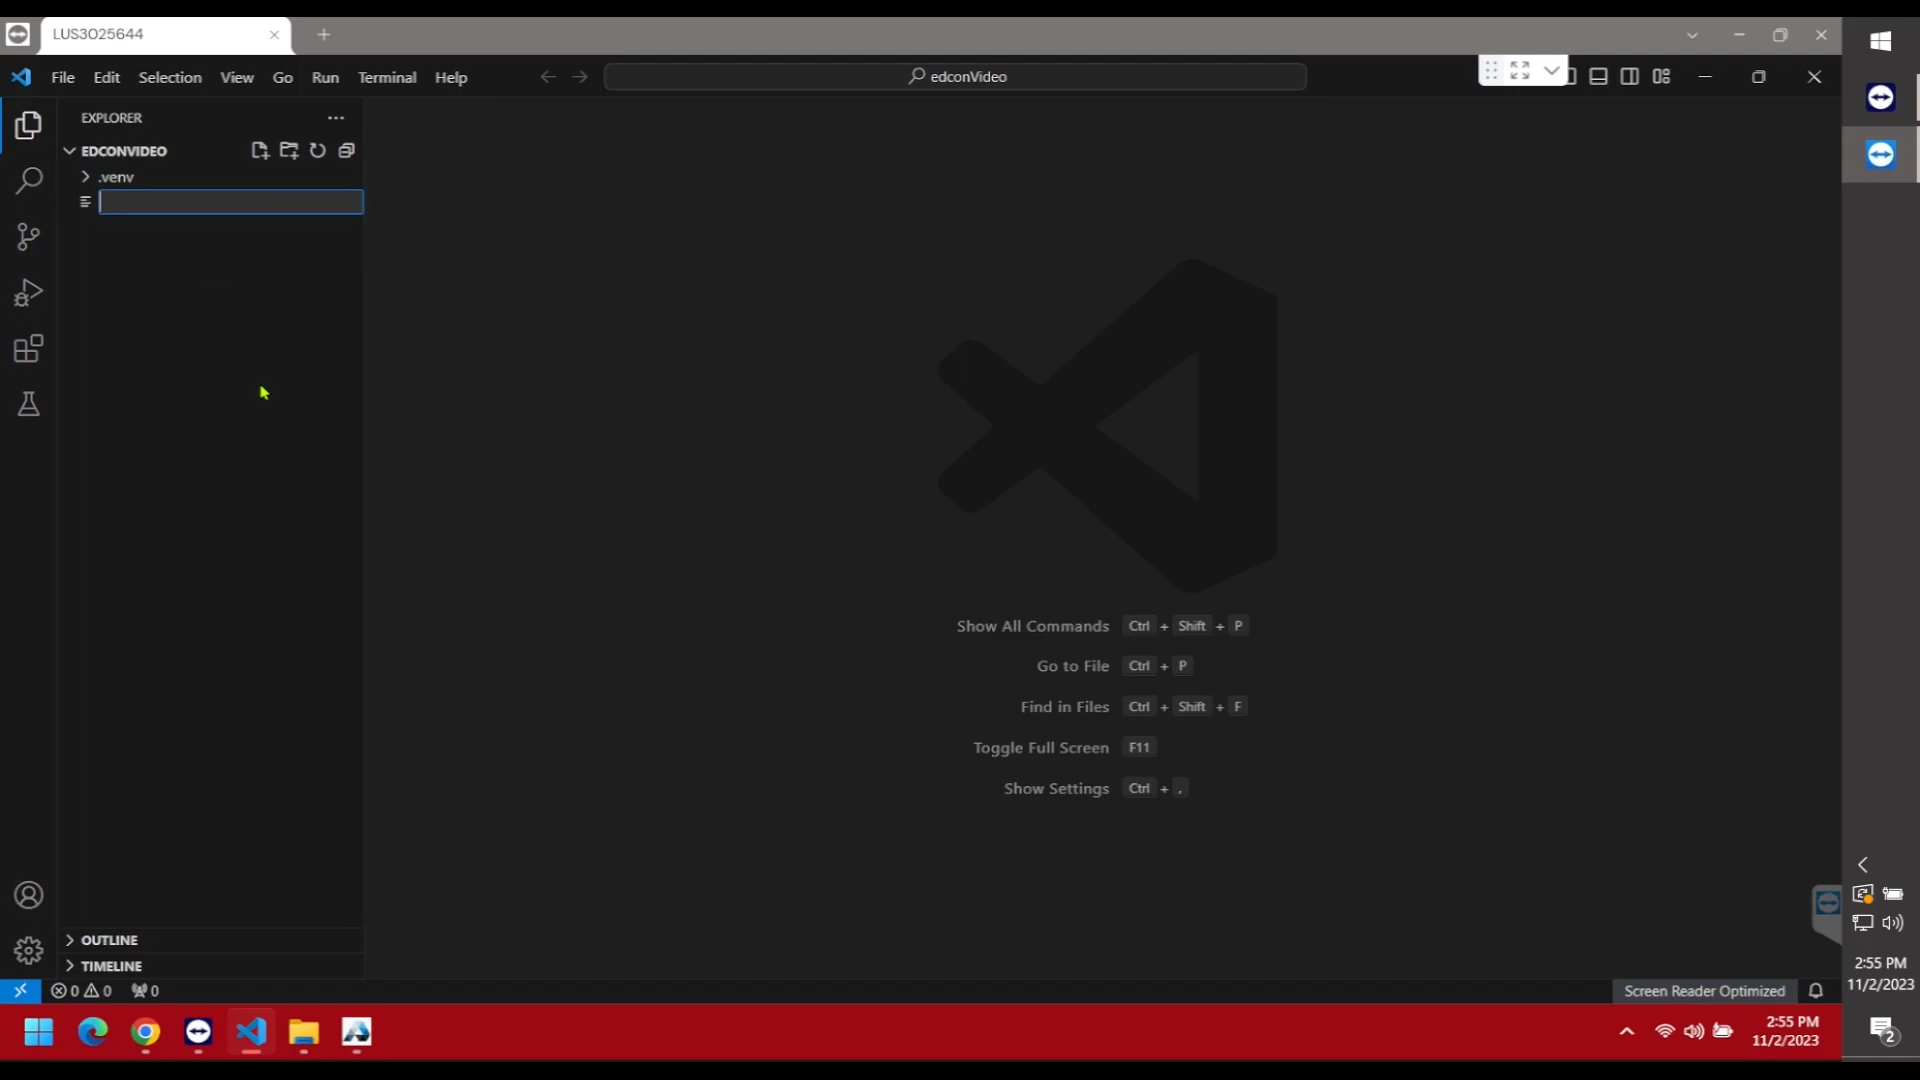 LUS3O25644
File Edit Selection View Go Run Terminal Help
edconVideo
EXPLORER
EDCONVIDEO
.venv
Show All Commands Ctrl + Shift + P
Go to File Ctrl + P
Find in Files Ctrl + Shift + F
Toggle Full Screen F11
Show Settings Ctrl + ,
OUTLINE
TIMELINE
0 0 0
Screen Reader Optimized
2:55 PM
11/2/2023
2:55 PM
11/2/2023
2